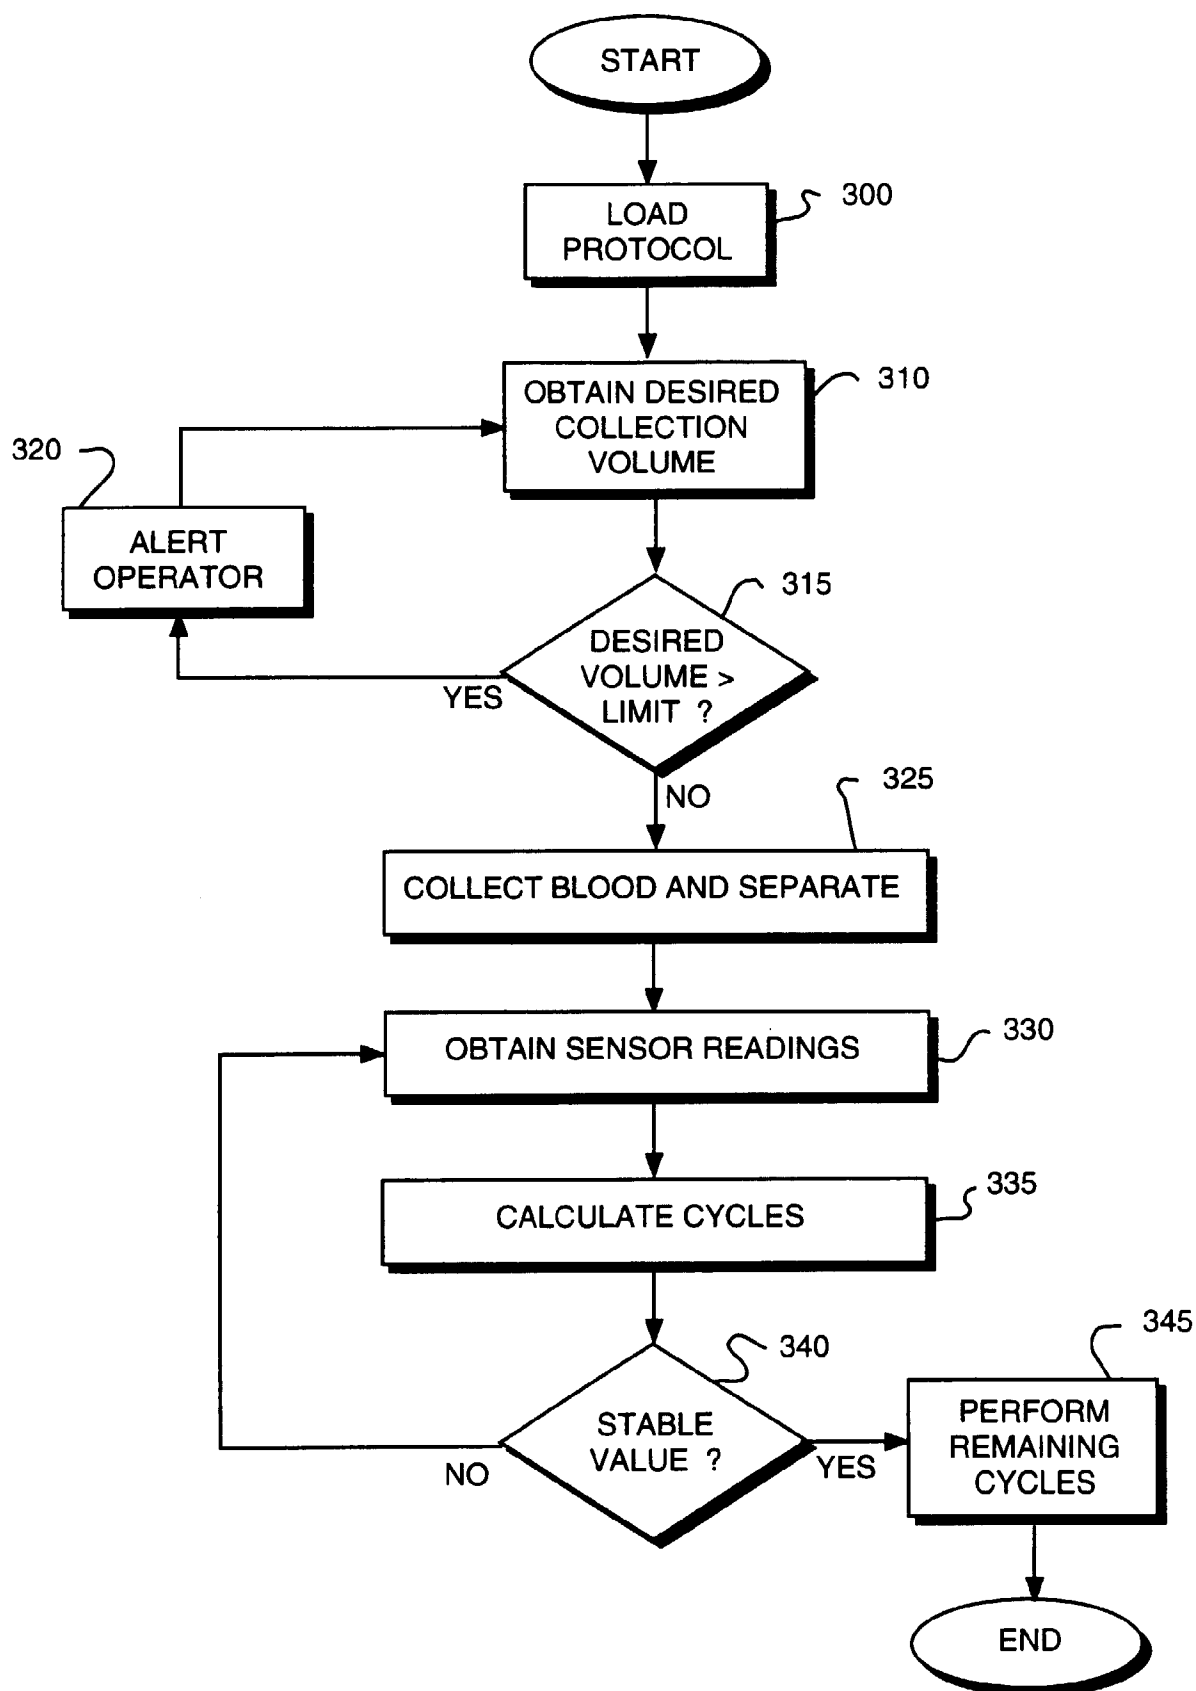 START
LOAD
PROTOCOL
300
OBTAIN DESIRED
COLLECTION
VOLUME
310
320
ALERT
OPERATOR
315
DESIRED
VOLUME >
LIMIT ?
YES
NO
325
COLLECT BLOOD AND SEPARATE
OBTAIN SENSOR READINGS
330
CALCULATE CYCLES
335
340
STABLE
VALUE ?
NO
YES
345
PERFORM
REMAINING
CYCLES
END